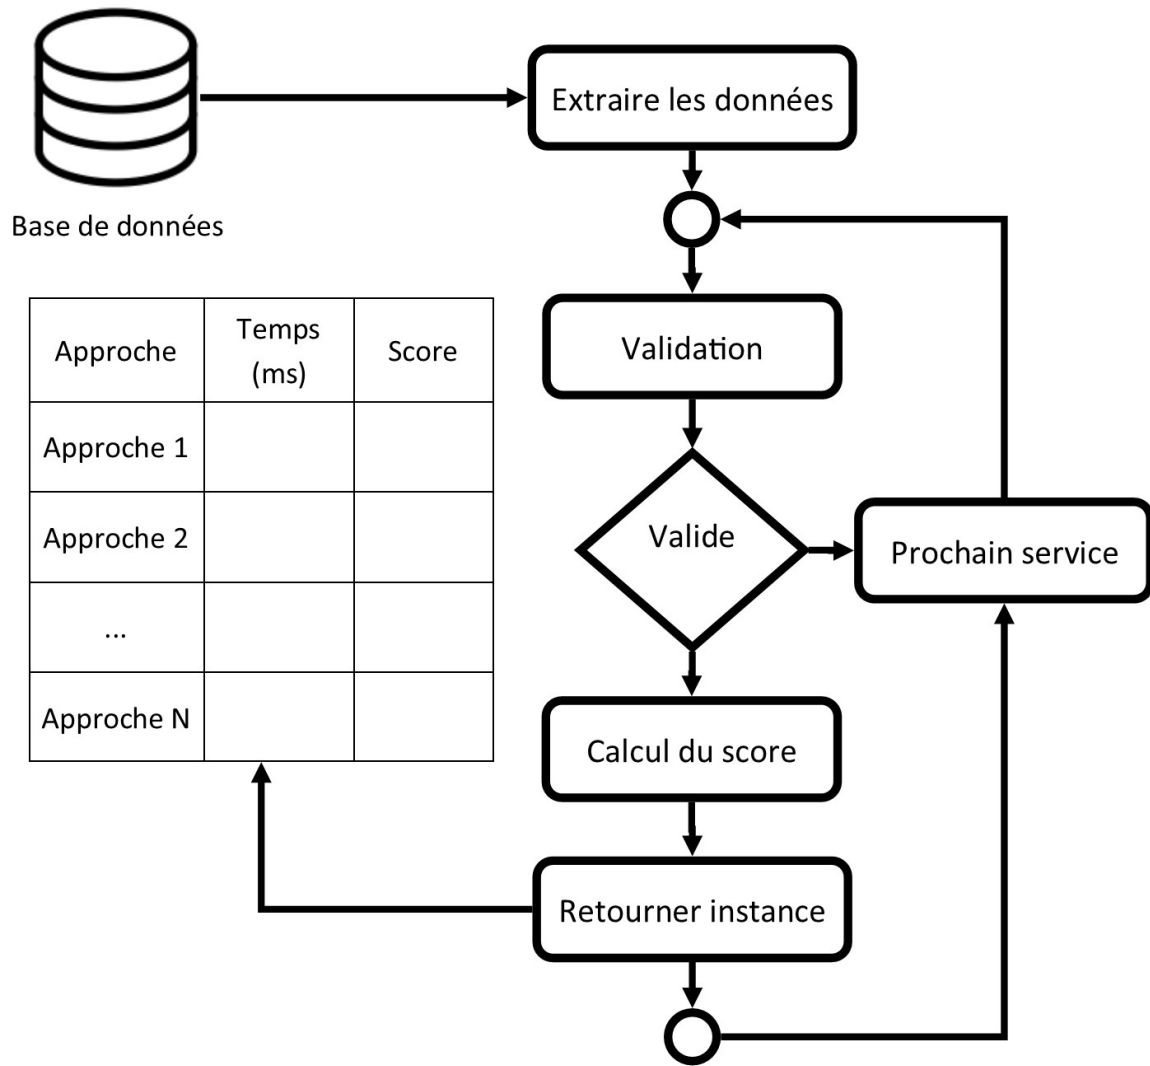 Extraire les données
Base de données
Approche
Temps
(ms)
Score
Approche 1
Approche 2
...
Approche N
Validation
Valide
Prochain service
Calcul du score
Retourner instance